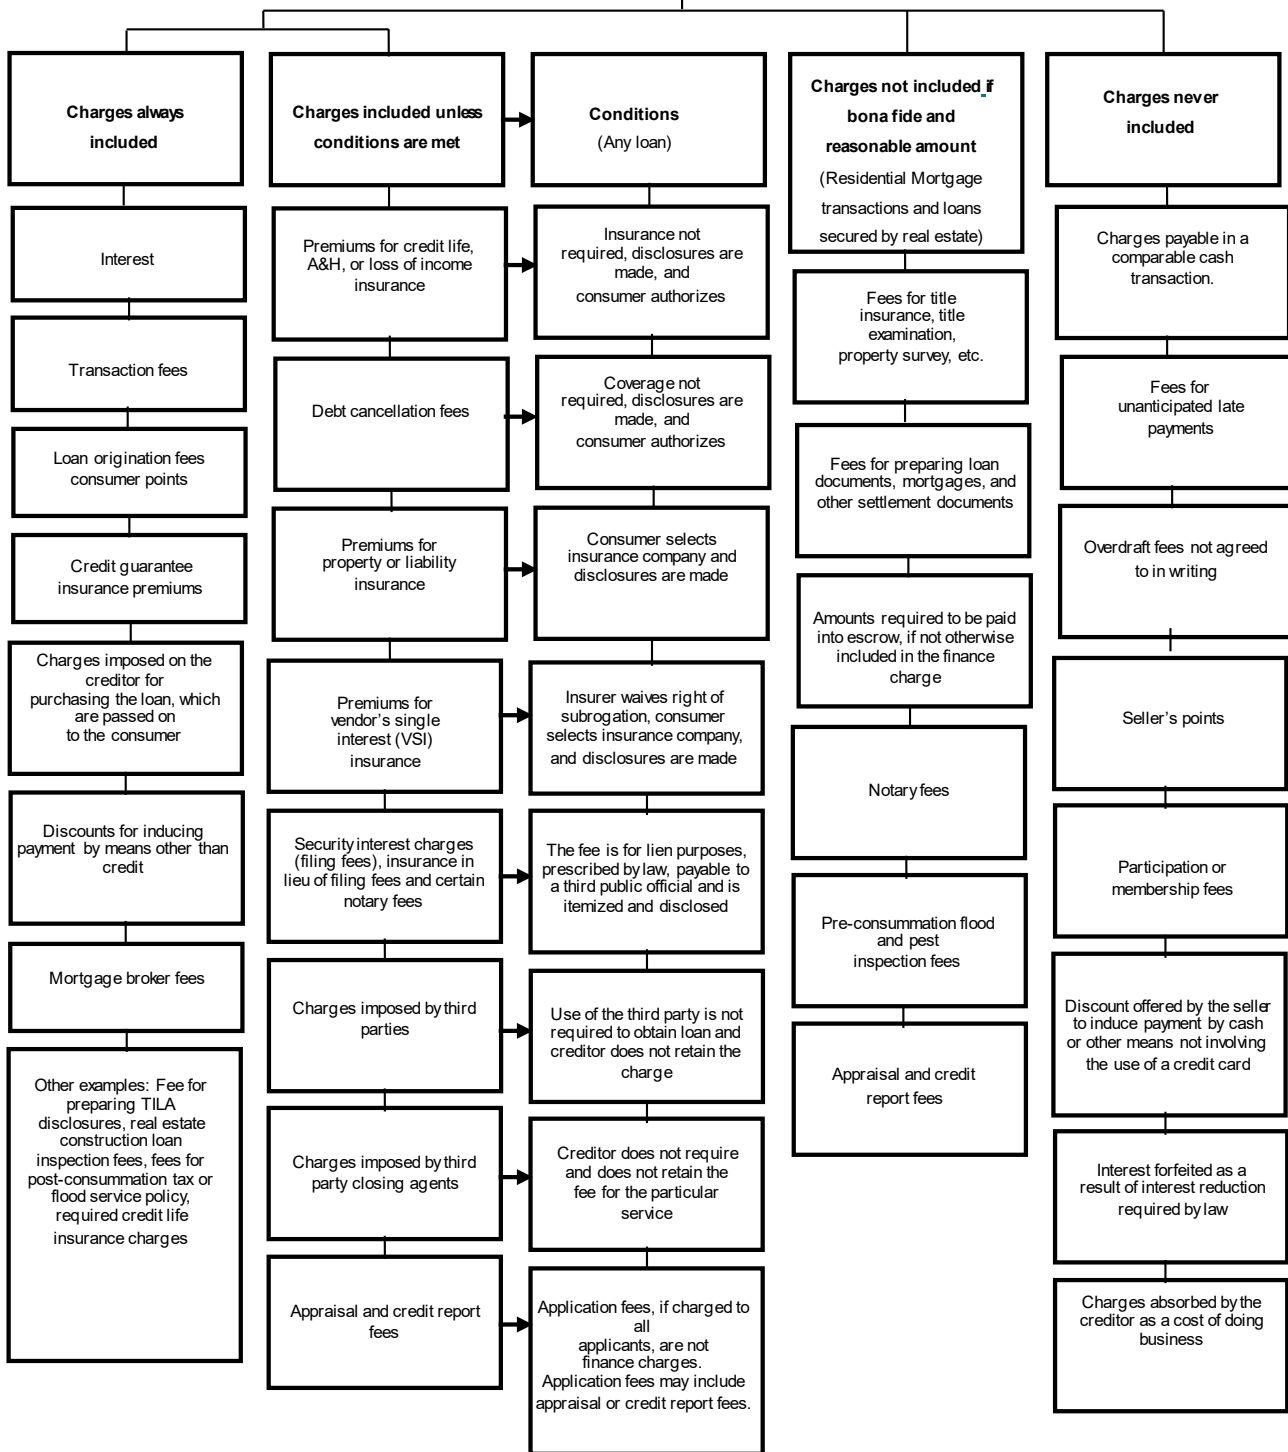 Charges always
included
Interest
Transaction fees
Loan origination fees
consumer points
Credit guarantee
insurance premiums
Charges imposed on the
creditor for
purchasing the loan, which
are passed on
to the consumer
Discounts for inducing
payment by means other than
credit
Mortgage broker fees
Other examples: Fee for
preparing TILA
disclosures, real estate
construction loan
inspection fees, fees for
post-consummation tax or
flood service policy,
required credit life
insurance charges
Charges included unless
conditions are met
Premiums for credit life,
A&H, or loss of income
insurance
Debt cancellation fees
Premiums for
property or liability
insurance
Premiums for
vendor's single
interest (VSI)
insurance
Security interest charges
(filing fees), insurance in
lieu of filing fees and certain
notary fees
Charges imposed by third
parties
Charges imposed by third
party closing agents
Appraisal and credit report
fees
Conditions
(Any loan)
Insurance not
required, disclosures are
made, and
consumer authorizes
Coverage not
required, disclosures are
made, and
consumer authorizes
Consumer selects
insurance company and
disclosures are made
Insurer waives right of
subrogation, consumer
selects insurance company,
and disclosures are made
The fee is for lien purposes,
prescribed by law, payable to
a third public official and is
itemized and disclosed
Use of the third party is not
required to obtain loan and
creditor does not retain the
charge
Creditor does not require
and does not retain the
fee for the particular
service
Application fees, if charged to
all
applicants, are not
finance charges.
Application fees may include
appraisal or credit report fees.
Charges not included if
bona fide and
reasonable amount
(Residential Mortgage
transactions and loans
secured by real estate)
Fees for title
insurance, title
examination,
property survey, etc.
Fees for preparing loan
documents, mortgages, and
other settlement documents
Amounts required to be paid
into escrow, if not otherwise
included in the finance
charge
Notary fees
Pre-consummation flood
and pest
inspection fees
Appraisal and credit
report fees
Charges never
included
Charges payable in a
comparable cash
transaction.
Fees for
unanticipated late
payments
Overdraft fees not agreed
to in writing
Seller's points
Participation or
membership fees
Discount offered by the seller
to induce payment by cash
or other means not involving
the use of a credit card
Interest forfeited as a
result of interest reduction
required by law
Charges absorbed by the
creditor as a cost of doing
business